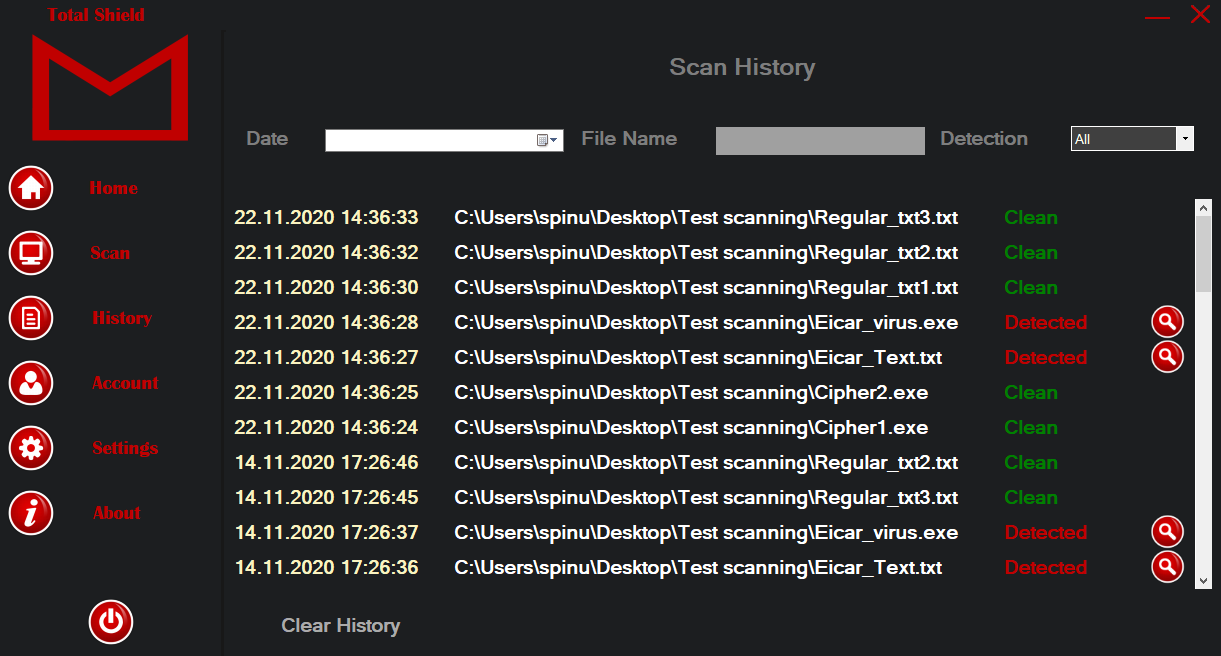 Total Shield
Home
Scan
History
Account
Settings
About
Scan History
Date File Name Detection All
22.11.2020 14:36:33 C:\Users\spinu\Desktop\Test scanning\Regular_txt3.txt Clean
22.11.2020 14:36:32 C:\Users\spinu\Desktop\Test scanning\Regular_txt2.txt Clean
22.11.2020 14:36:30 C:\Users\spinu\Desktop\Test scanning\Regular_txt1.txt Clean
22.11.2020 14:36:28 C:\Users\spinu\Desktop\Test scanning\Eicar_virus.exe Detected
22.11.2020 14:36:27 C:\Users\spinu\Desktop\Test scanning\Eicar_Text.txt Detected
22.11.2020 14:36:25 C:\Users\spinu\Desktop\Test scanning\Cipher2.exe Clean
22.11.2020 14:36:24 C:\Users\spinu\Desktop\Test scanning\Cipher1.exe Clean
14.11.2020 17:26:46 C:\Users\spinu\Desktop\Test scanning\Regular_txt2.txt Clean
14.11.2020 17:26:45 C:\Users\spinu\Desktop\Test scanning\Regular_txt3.txt Clean
14.11.2020 17:26:37 C:\Users\spinu\Desktop\Test scanning\Eicar_virus.exe Detected
14.11.2020 17:26:36 C:\Users\spinu\Desktop\Test scanning\Eicar_Text.txt Detected
Clear History